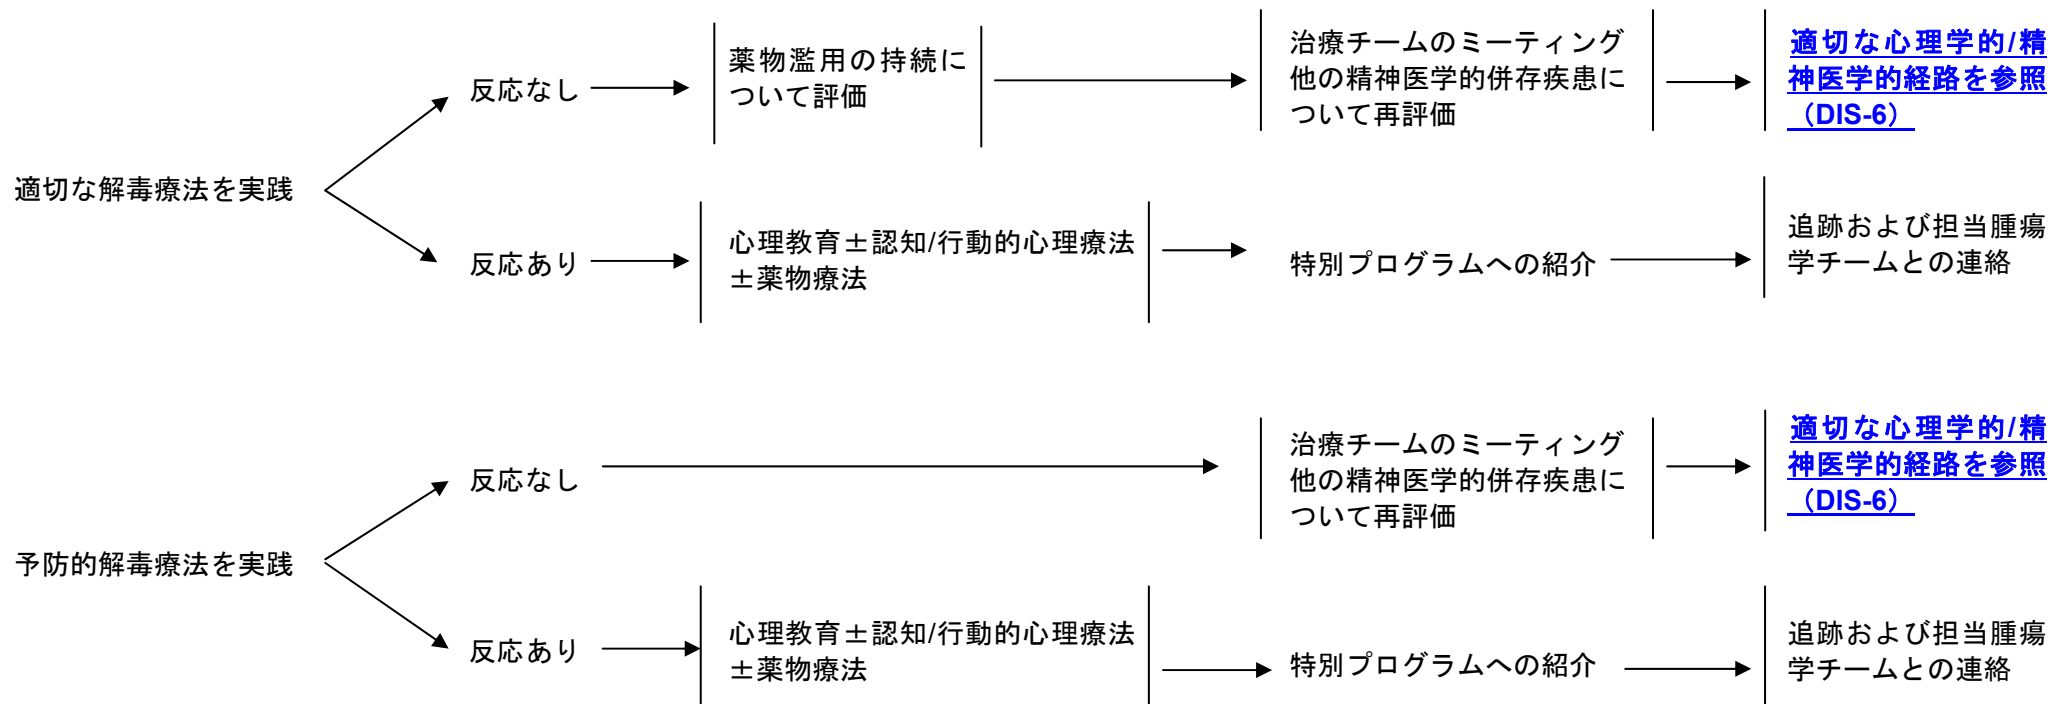 反応なし
薬物濫用の持続に
ついて評価
治療チームのミーティング
他の精神医学的併存疾患に
ついて再評価
適切な心理学的/精
神医学的経路を参照
（DIS-6）
適切な解毒療法を実践
反応あり
心理教育±認知/行動的心理療法
±薬物療法
特別プログラムへの紹介
追跡および担当腫瘍
学チームとの連絡
反応なし
治療チームのミーティング
他の精神医学的併存疾患に
ついて再評価
適切な心理学的/精
神医学的経路を参照
（DIS-6）
予防的解毒療法を実践
反応あり
心理教育±認知/行動的心理療法
±薬物療法
特別プログラムへの紹介
追跡および担当腫瘍
学チームとの連絡